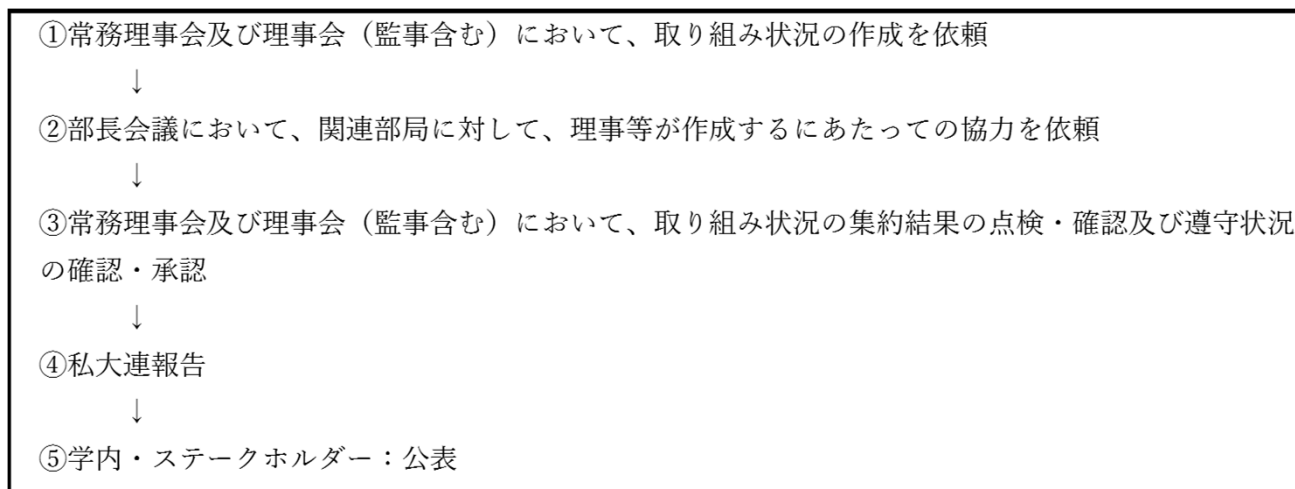 ①常務理事会及び理事会（監事含む）において、取り組み状況の作成を依頼
↓
②部長会議において、関連部局に対して、理事等が作成するにあたっての協力を依頼
↓
③常務理事会及び理事会（監事含む）において、取り組み状況の集約結果の点検・確認及び遵守状況
の確認・承認
↓
④私大連報告
↓
⑤学内・ステークホルダー：公表